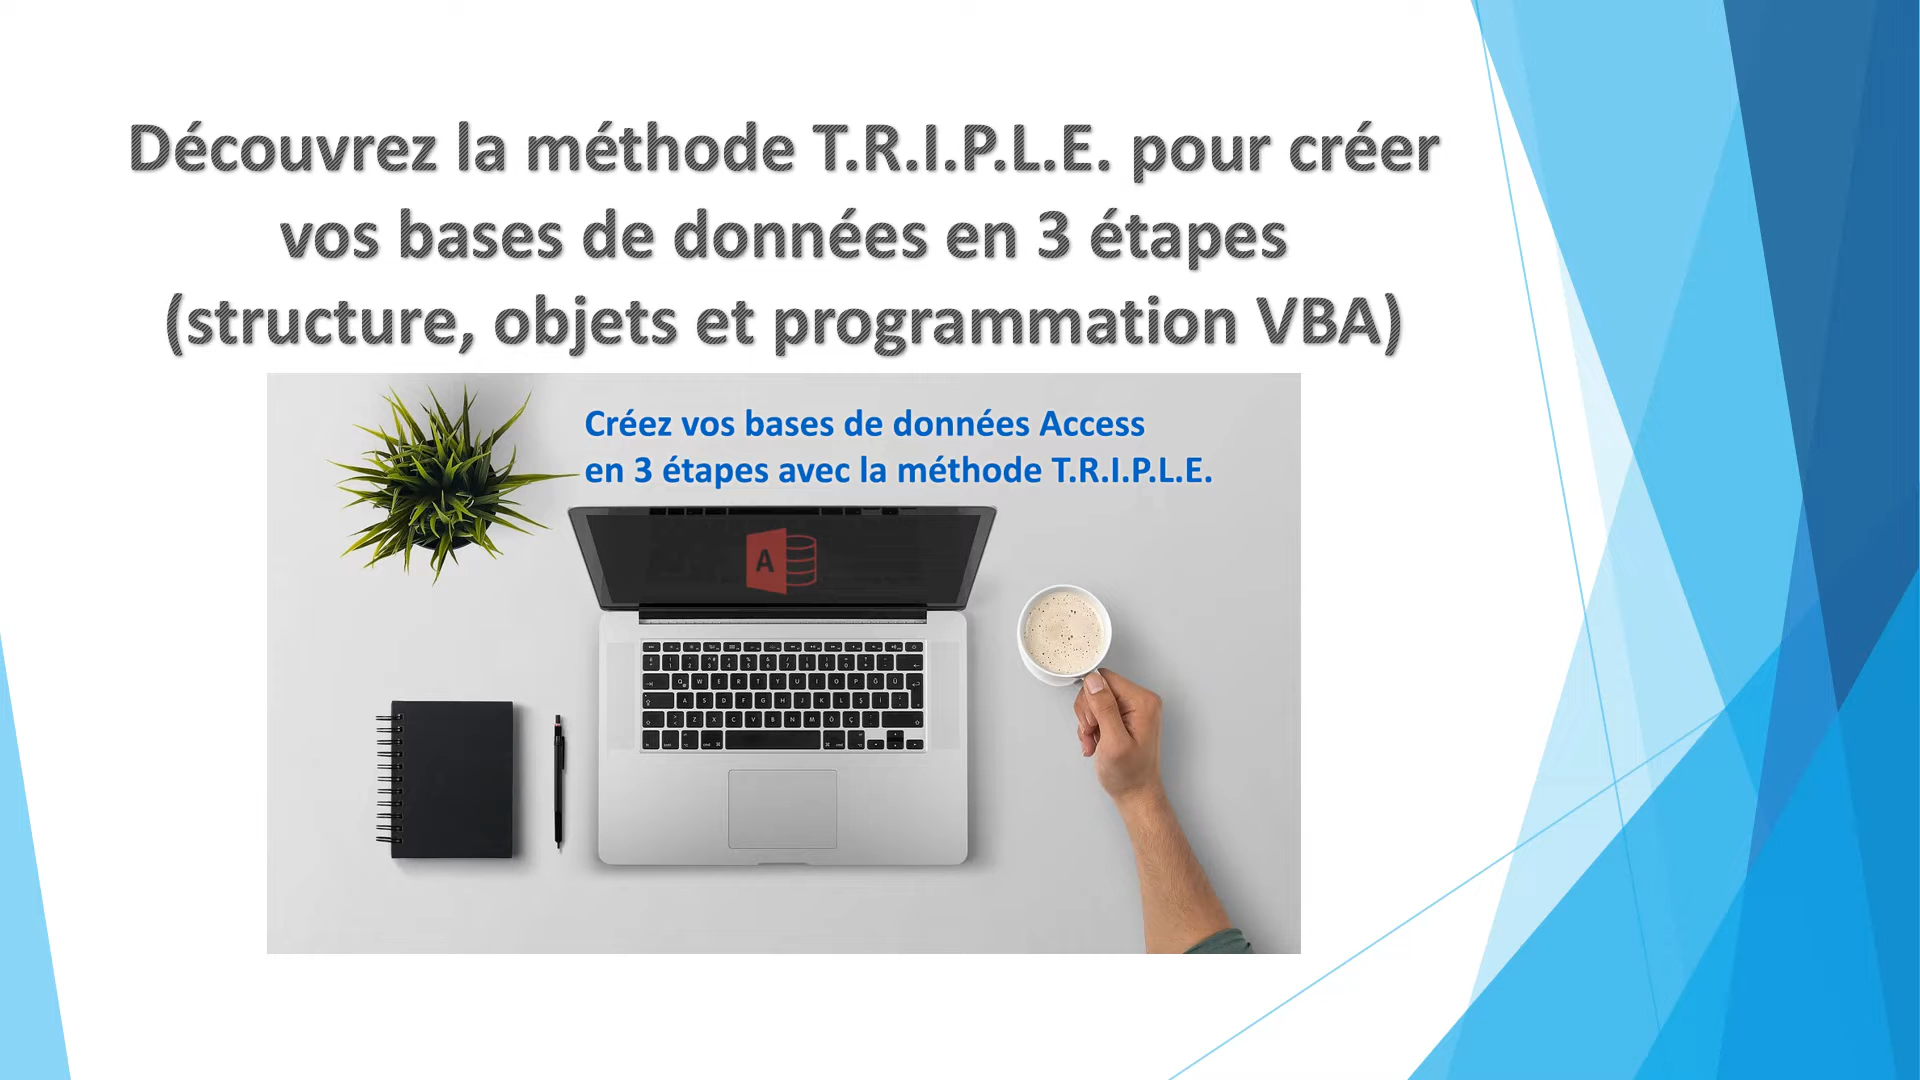 Découvrez la méthode T.R.I.P.L.E. pour créer
vos bases de données en 3 étapes
(structure, objets et programmation VBA)
Créez vos bases de données Access
en 3 étapes avec la méthode T.R.I.P.L.E.
A